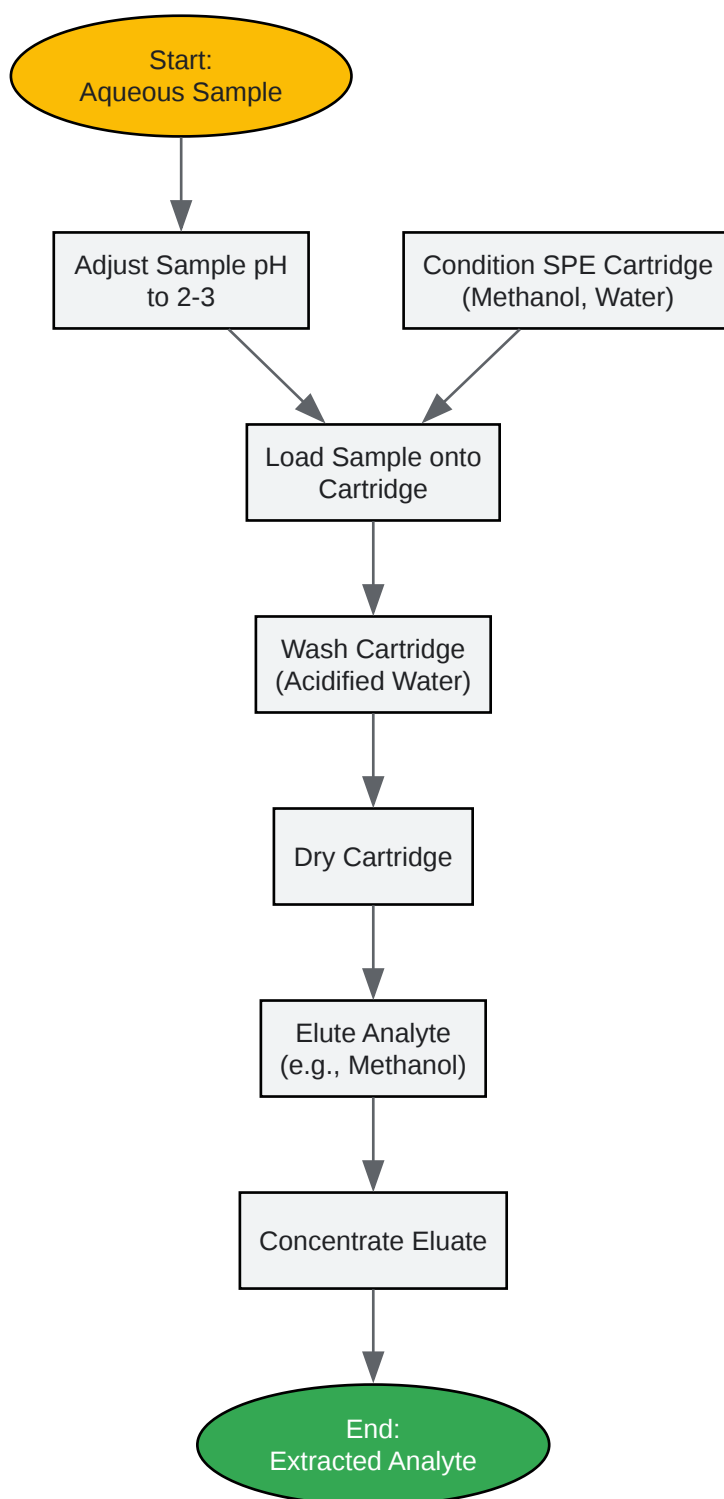 Start:
Aqueous Sample
Adjust Sample pH
to 2-3
Condition SPE Cartridge
(Methanol, Water)
Load Sample onto
Cartridge
Wash Cartridge
(Acidified Water)
Dry Cartridge
Elute Analyte
(e.g., Methanol)
Concentrate Eluate
End:
Extracted Analyte